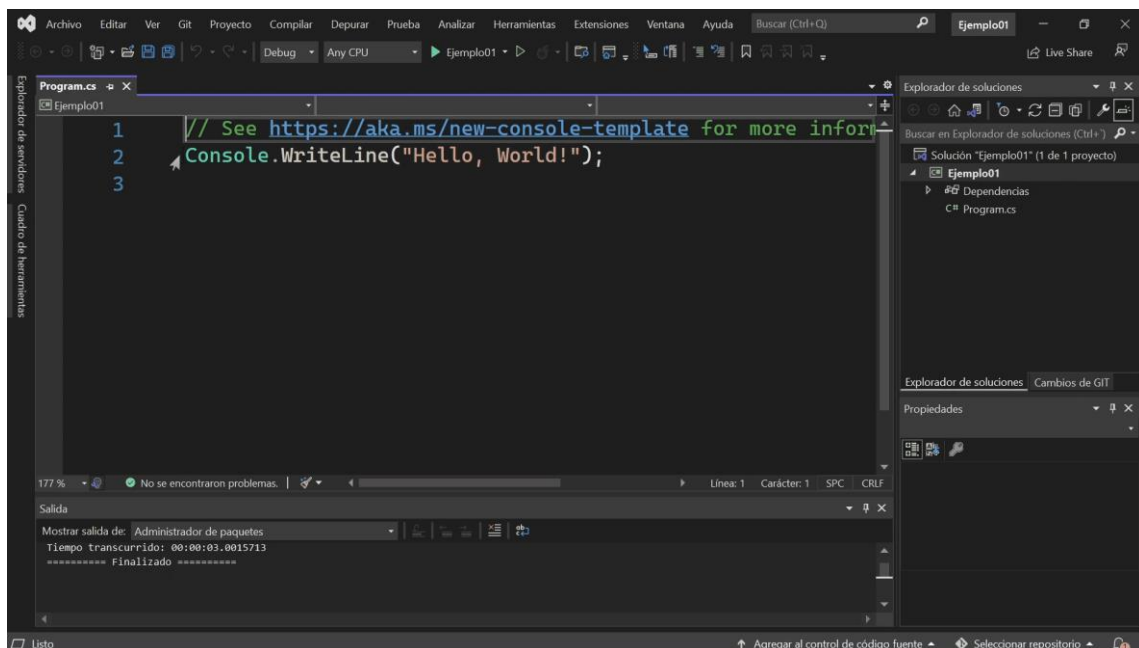 Archivo Editar Ver Git Proyecto Compilar Depurar Prueba Analizar Herramientas Extensiones Ventana Ayuda Buscar (Ctrl+Q) Ejemplo01
Debug Any CPU Ejemplo01 Live Share
Explorador de servidores
Cuadro de herramientas
Program.cs
Ejemplo01
1 // See https://aka.ms/new-console-template for more inform
2 Console.WriteLine("Hello, World!");
3
177 % No se encontraron problemas. Línea: 1 Carácter: 1 SPC CRLF
Salida
Mostrar salida de: Administrador de paquetes
Tiempo transcurrido: 00:00:03.0015713
========== Finalizado ==========
Explorador de soluciones
Buscar en Explorador de soluciones (Ctrl+´)
Solución "Ejemplo01" (1 de 1 proyecto)
Ejemplo01
Dependencias
C# Program.cs
Explorador de soluciones Cambios de GIT
Propiedades
Listo Agregar al control de código fuente Seleccionar repositorio